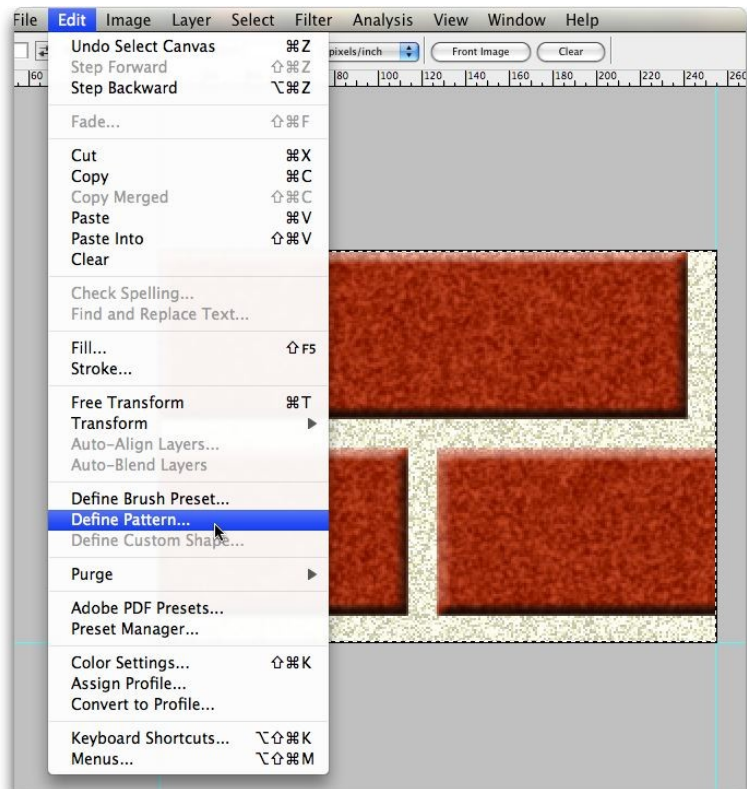 File Edit Image Layer Select Filter Analysis View Window Help
pixels/inch Front Image Clear
60 80 100 120 140 160 180 200 220 240 260
Undo Select Canvas ⌘Z
Step Forward ⇧⌘Z
Step Backward ⌥⌘Z
Fade... ⇧⌘F
Cut ⌘X
Copy ⌘C
Copy Merged ⇧⌘C
Paste ⌘V
Paste Into ⇧⌘V
Clear
Check Spelling...
Find and Replace Text...
Fill... ⇧F5
Stroke...
Free Transform ⌘T
Transform ▶
Auto-Align Layers...
Auto-Blend Layers
Define Brush Preset...
Define Pattern...
Define Custom Shape...
Purge ▶
Adobe PDF Presets...
Preset Manager...
Color Settings... ⇧⌘K
Assign Profile...
Convert to Profile...
Keyboard Shortcuts... ⌥⇧⌘K
Menus... ⌥⇧⌘M